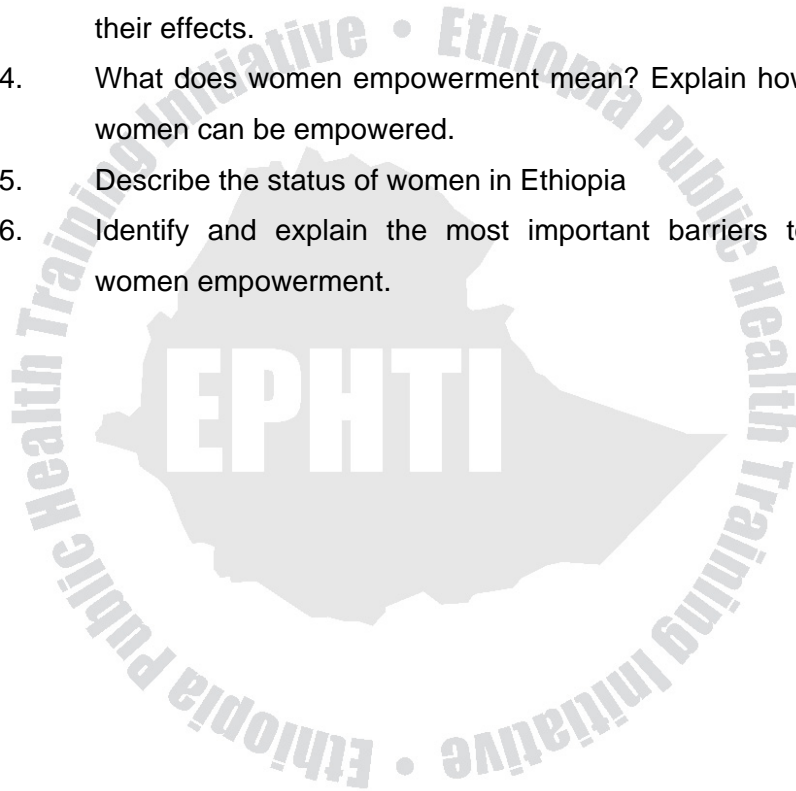 their effects.
4. What does women empowerment mean? Explain how
women can be empowered.
5. Describe the status of women in Ethiopia
6. Identify and explain the most important barriers to
women empowerment.
Ethiopia Public Health Training Initiative • Ethiopia Public Health Training Initiative •
EPHTI